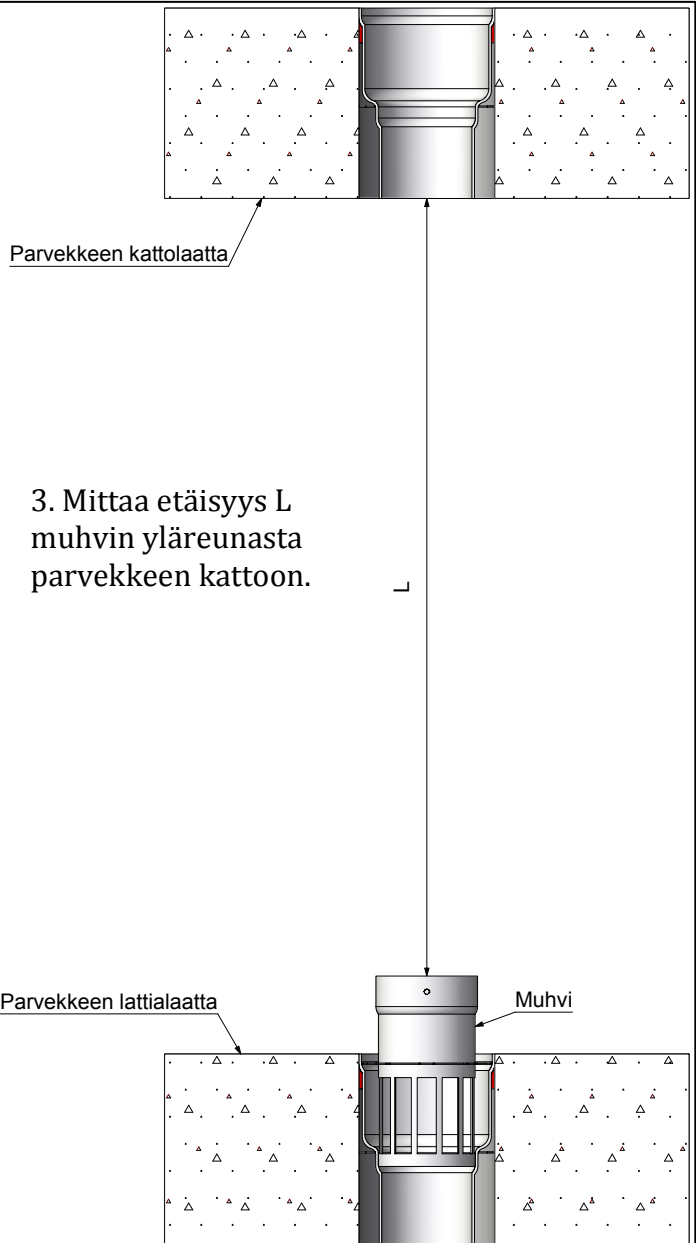 Parvekkeen kattolaatta
3. Mittaa etäisyys L
muhvin yläreunasta
parvekkeen kattoon.
L
Parvekkeen lattialaatta
Muhvi